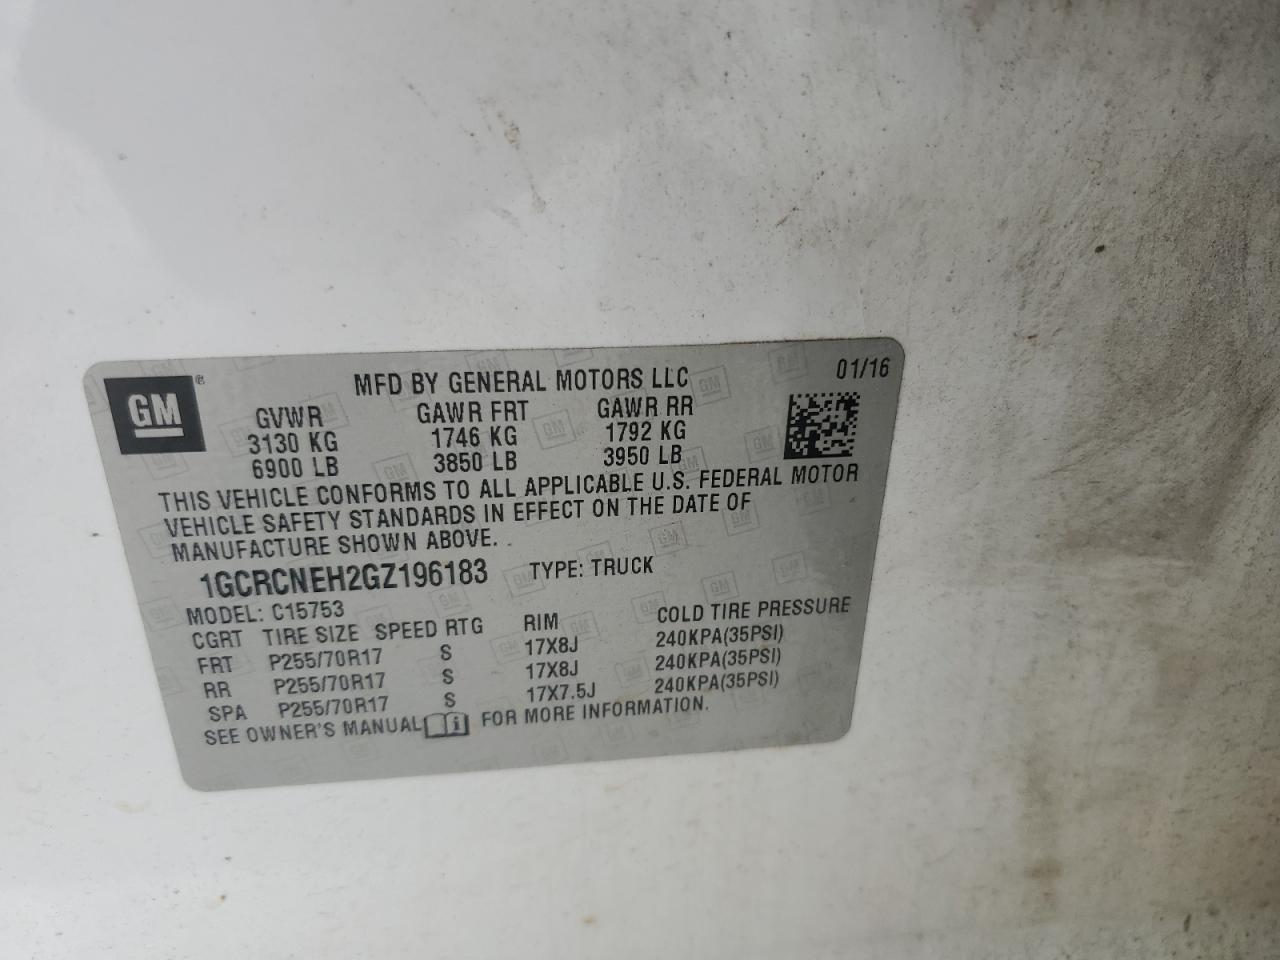 GM ®
MFD BY GENERAL MOTORS LLC 01/16
GVWR GAWR FRT GAWR RR
3130 KG 1746 KG 1792 KG
6900 LB 3850 LB 3950 LB
THIS VEHICLE CONFORMS TO ALL APPLICABLE U.S. FEDERAL MOTOR
VEHICLE SAFETY STANDARDS IN EFFECT ON THE DATE OF
MANUFACTURE SHOWN ABOVE.
1GCRCNEH2GZ196183 TYPE: TRUCK
MODEL: C15753
CGRT TIRE SIZE SPEED RTG RIM COLD TIRE PRESSURE
FRT P255/70R17 S 17X8J 240KPA(35PSI)
RR P255/70R17 S 17X8J 240KPA(35PSI)
SPA P255/70R17 S 17X7.5J 240KPA(35PSI)
SEE OWNER'S MANUAL i FOR MORE INFORMATION.